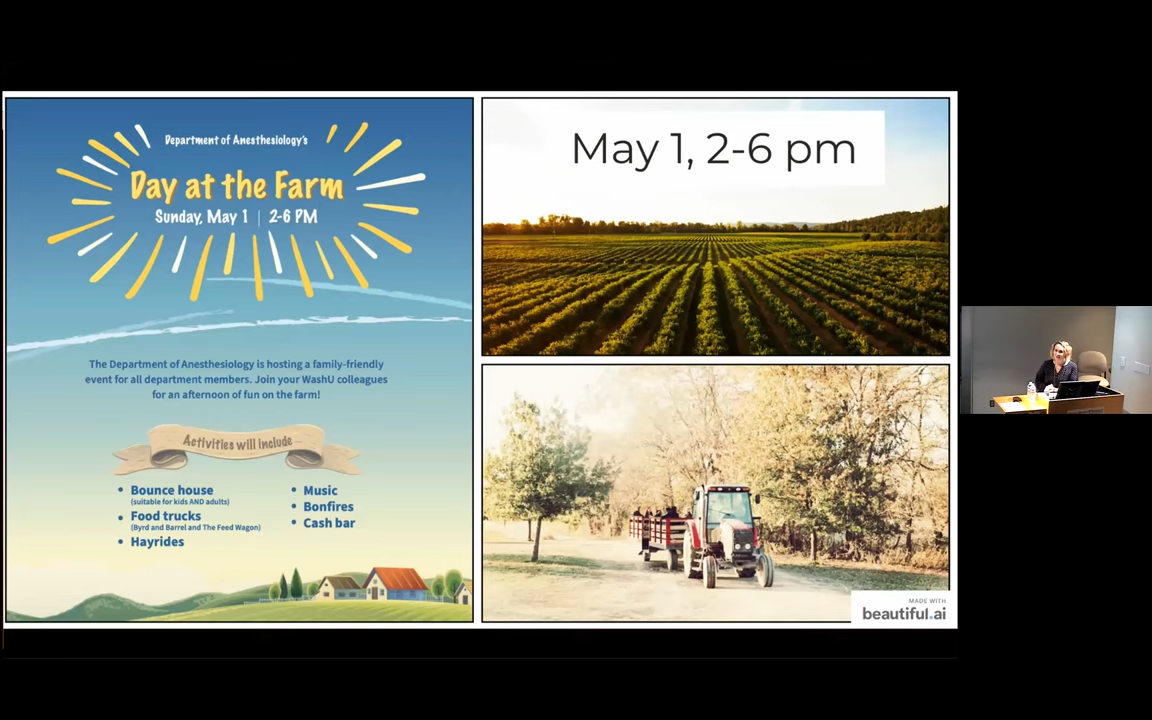 Department of Anesthesiology's
Day at the Farm
Sunday, May 1 | 2-6 PM
The Department of Anesthesiology is hosting a family-friendly
event for all department members. Join your WashU colleagues
for an afternoon of fun on the farm!
Activities will include
• Bounce house
(suitable for kids AND adults)
• Food trucks
(Byrd and Barrel and The Feed Wagon)
• Hayrides
• Music
• Bonfires
• Cash bar
May 1, 2-6 pm
MADE WITH
beautiful.ai